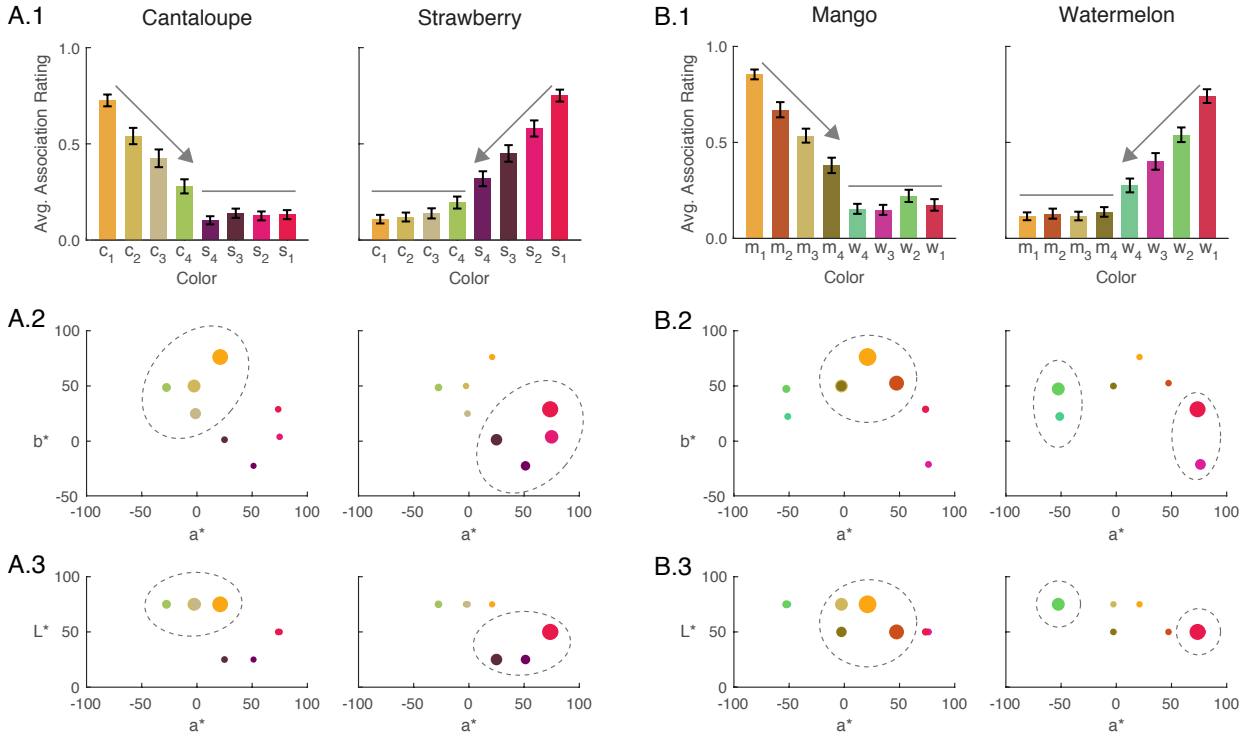 A.1 Cantaloupe Strawberry B.1 Mango Watermelon
Avg. Association Rating 1.0 0.5 0.0 Avg. Association Rating 1.0 0.5 0.0
c1 c2 c3 c4 s4 s3 s2 s1 c1 c2 c3 c4 s4 s3 s2 s1 m1 m2 m3 m4 w4 w3 w2 w1 m1 m2 m3 m4 w4 w3 w2 w1
Color Color Color Color
A.2 B.2
b* 100 50 0 -50 b* 100 50 0 -50
-100 -50 0 50 100 -100 -50 0 50 100 -100 -50 0 50 100 -100 -50 0 50 100
a* a* a* a*
A.3 B.3
L* 100 50 0 L* 100 50 0
-100 -50 0 50 100 -100 -50 0 50 100 -100 -50 0 50 100 -100 -50 0 50 100
a* a* a* a*